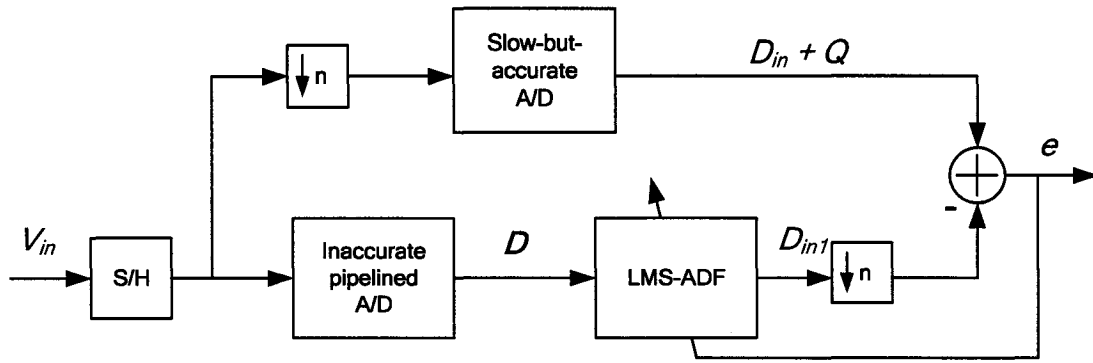 n
Slow-but-
accurate
A/D
D_in + Q
e
-
V_in
S/H
Inaccurate
pipelined
A/D
D
LMS-ADF
D_in1
n